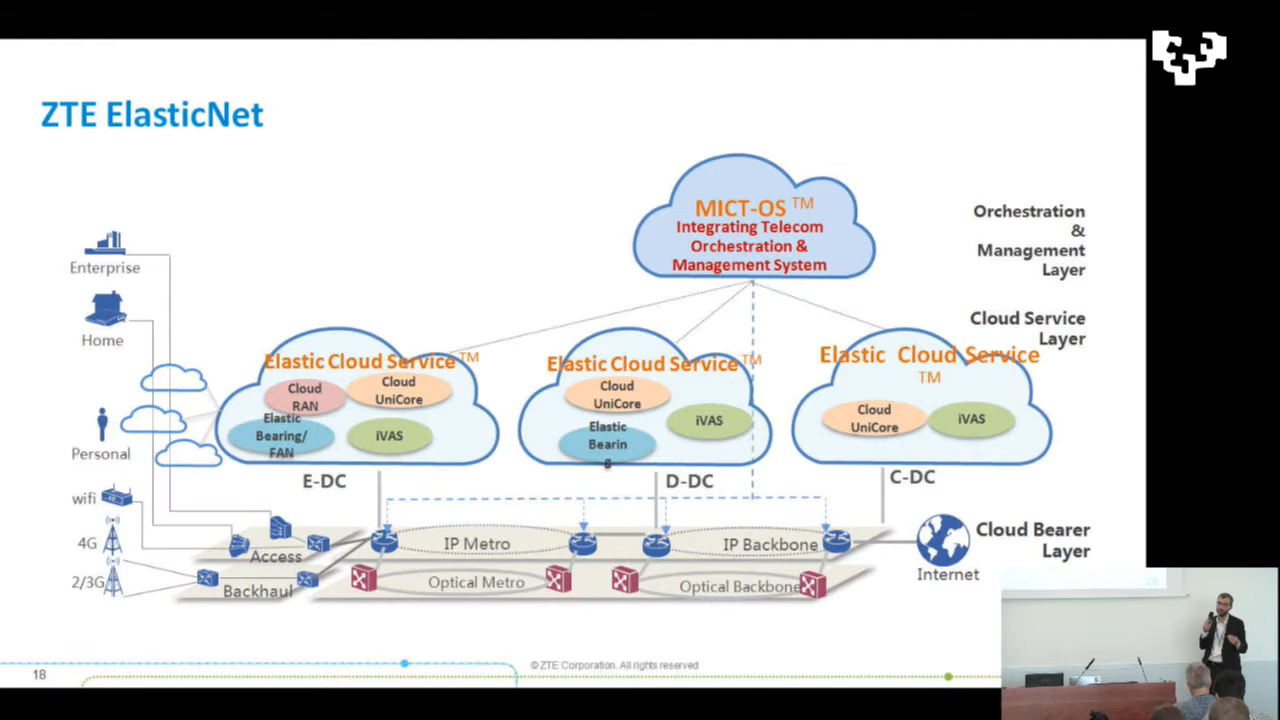 ZTE ElasticNet
MICT-OS TM
Integrating Telecom
Orchestration &
Management System
Orchestration
&
Management
Layer
Cloud Service
Layer
Enterprise
Home
Personal
wifi
4G
2/3G
Elastic Cloud Service TM
Cloud
RAN
Cloud
UniCore
Elastic
Bearing/
FAN
iVAS
E-DC
Elastic Cloud Service TM
Cloud
UniCore
iVAS
Elastic
Bearin
g
D-DC
Elastic Cloud Service
TM
Cloud
UniCore
iVAS
C-DC
Access
Backhaul
IP Metro
IP Backbone
Optical Metro
Optical Backbone
Internet
Cloud Bearer
Layer
18
© ZTE Corporation. All rights reserved